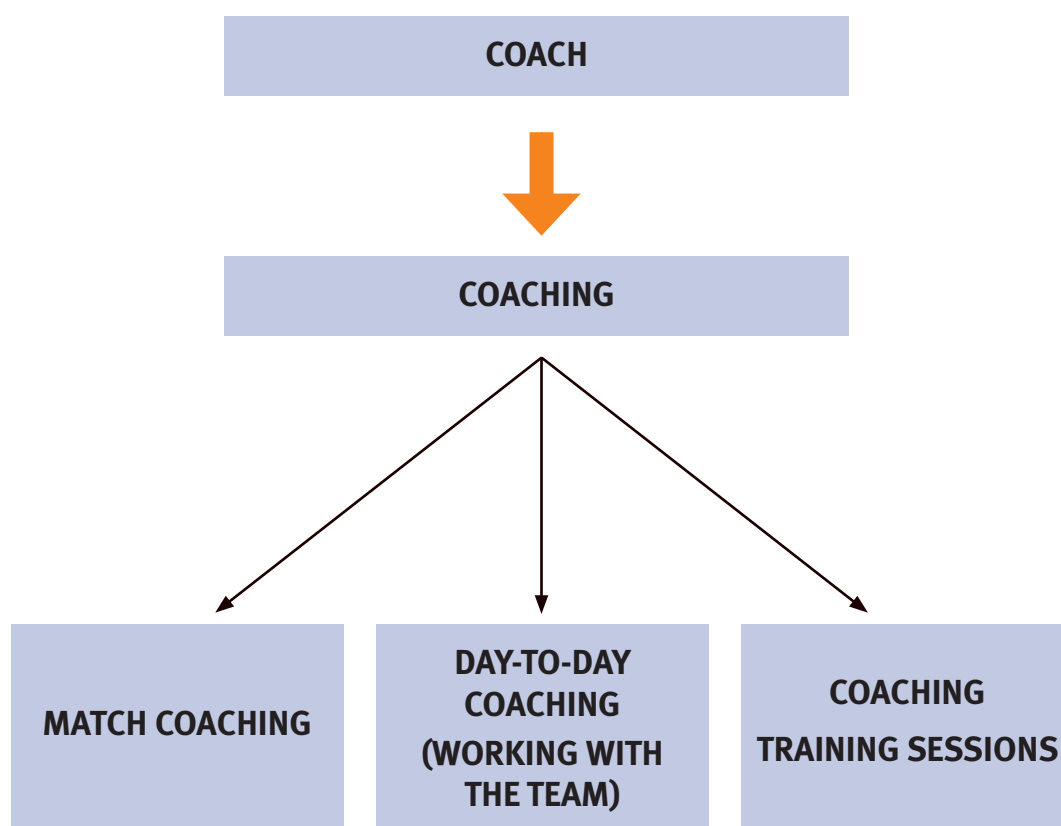 COACH
COACHING
MATCH COACHING
DAY-TO-DAY
COACHING
(WORKING WITH
THE TEAM)
COACHING
TRAINING SESSIONS